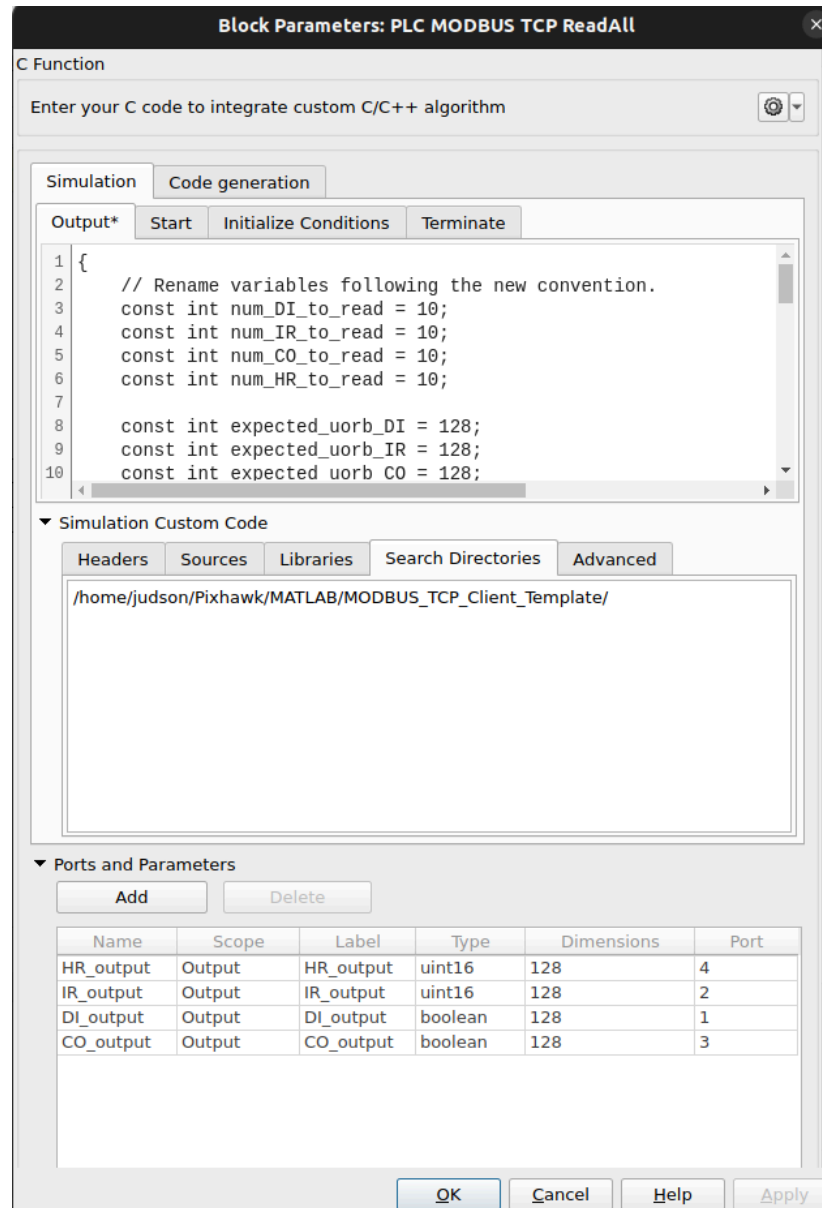 Block Parameters: PLC MODBUS TCP ReadAll
C Function
Enter your C code to integrate custom C/C++ algorithm
Simulation Code generation
Output* Start Initialize Conditions Terminate
1 {
2 // Rename variables following the new convention.
3 const int num_DI_to_read = 10;
4 const int num_IR_to_read = 10;
5 const int num_CO_to_read = 10;
6 const int num_HR_to_read = 10;
7
8 const int expected_uorb_DI = 128;
9 const int expected_uorb_IR = 128;
10 const int expected_uorb_CO = 128;
Simulation Custom Code
Headers Sources Libraries Search Directories Advanced
/home/judson/Pixhawk/MATLAB/MODBUS_TCP_Client_Template/
Ports and Parameters
Add Delete
Name Scope Label Type Dimensions Port
HR_output Output HR_output uint16 128 4
IR_output Output IR_output uint16 128 2
DI_output Output DI_output boolean 128 1
CO_output Output CO_output boolean 128 3
OK Cancel Help Apply